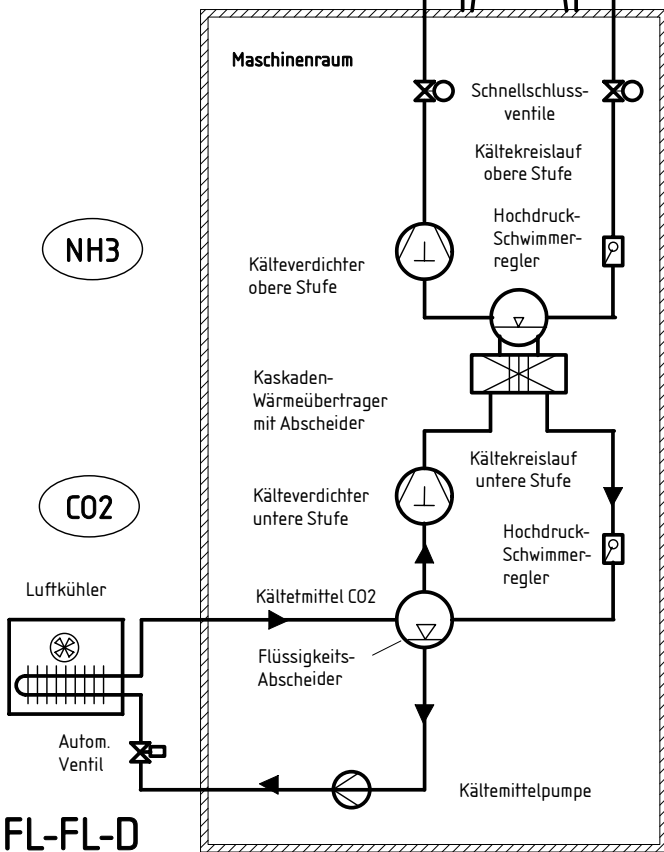 Maschinenraum
Schnellschluss-
ventile
Kältekreislauf
obere Stufe
NH3
Hochdruck-
Schwimmer-
regler
Kälteverdichter
obere Stufe
Kaskaden-
Wärmeübertrager
mit Abscheider
Kältekreislauf
untere Stufe
CO2
Kälteverdichter
untere Stufe
Hochdruck-
Schwimmer-
regler
Luftkühler
Kältetmittel CO2
Flüssigkeits-
Abscheider
Autom.
Ventil
Kältemittelpumpe
FL-FL-D